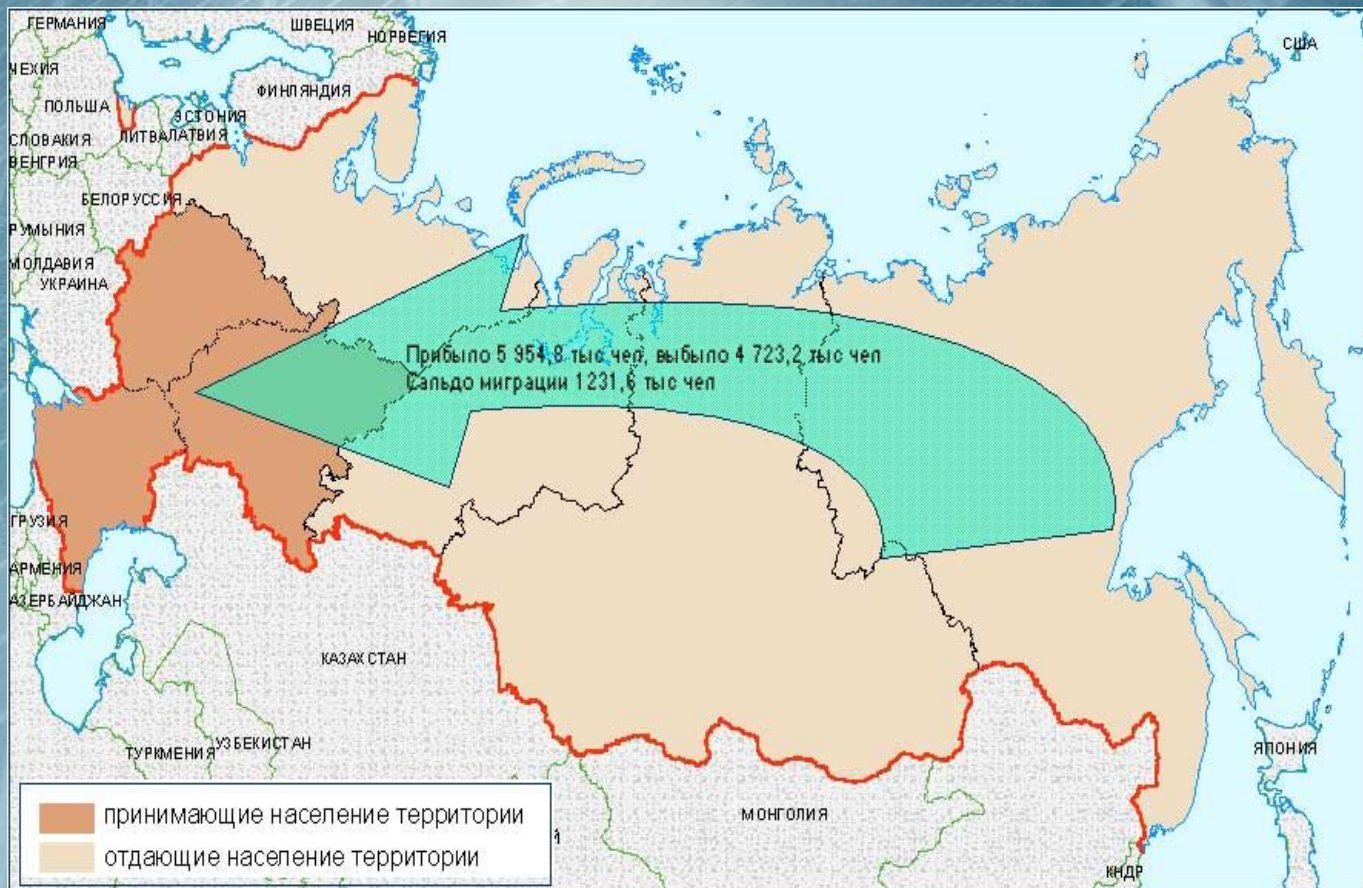 ГЕРМАНИЯ
ШВЕЦИЯ
НОРВЕГИЯ
США
ЧЕХИЯ
ФИНЛЯНДИЯ
ПОЛЬША
ЭСТОНИЯ
СЛОВАКИЯ
ЛИТВА
ЛАТВИЯ
ВЕНГРИЯ
БЕЛОРУССИЯ
РУМЫНИЯ
МОЛДАВИЯ
УКРАИНА
Прибыло 5 954,8 тыс чел, выбыло 4 723,2 тыс чел
Сальдо миграции 1231,6 тыс чел
ГРУЗИЯ
АРМЕНИЯ
АЗЕРБАЙДЖАН
КАЗАХСТАН
ТУРКМЕНИЯ
УЗБЕКИСТАН
ЯПОНИЯ
МОНГОЛИЯ
КНДР
принимающие население территории
отдающие население территории